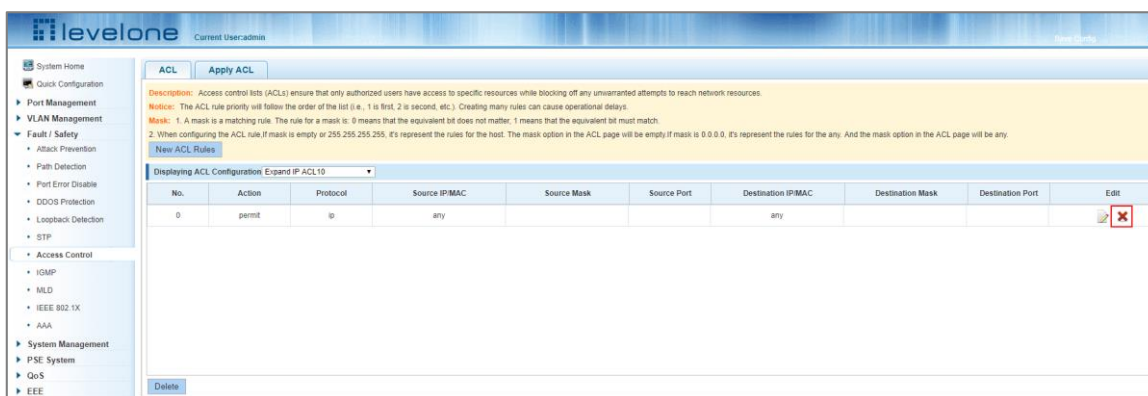 levelone
Current User:admin
Save Config
System Home
Quick Configuration
Port Management
VLAN Management
Fault / Safety
Attack Prevention
Path Detection
Port Error Disable
DDOS Protection
Loopback Detection
STP
Access Control
IGMP
MLD
IEEE 802.1X
AAA
System Management
PSE System
QoS
EEE
ACL Apply ACL
Description: Access control lists (ACLs) ensure that only authorized users have access to specific resources while blocking off any unwarranted attempts to reach network resources.
Notice: The ACL rule priority will follow the order of the list (i.e., 1 is first, 2 is second, etc.). Creating many rules can cause operational delays.
Mask: 1. A mask is a matching rule. The rule for a mask is: 0 means that the equivalent bit does not matter, 1 means that the equivalent bit must match.
2. When configuring the ACL rule,If mask is empty or 255.255.255.255, it's represent the rules for the host. The mask option in the ACL page will be empty.If mask is 0.0.0.0, it's represent the rules for the any. And the mask option in the ACL page will be any.
New ACL Rules
Displaying ACL Configuration Expand IP ACL10
No. Action Protocol Source IP/MAC Source Mask Source Port Destination IP/MAC Destination Mask Destination Port Edit
0 permit ip any any
Delete